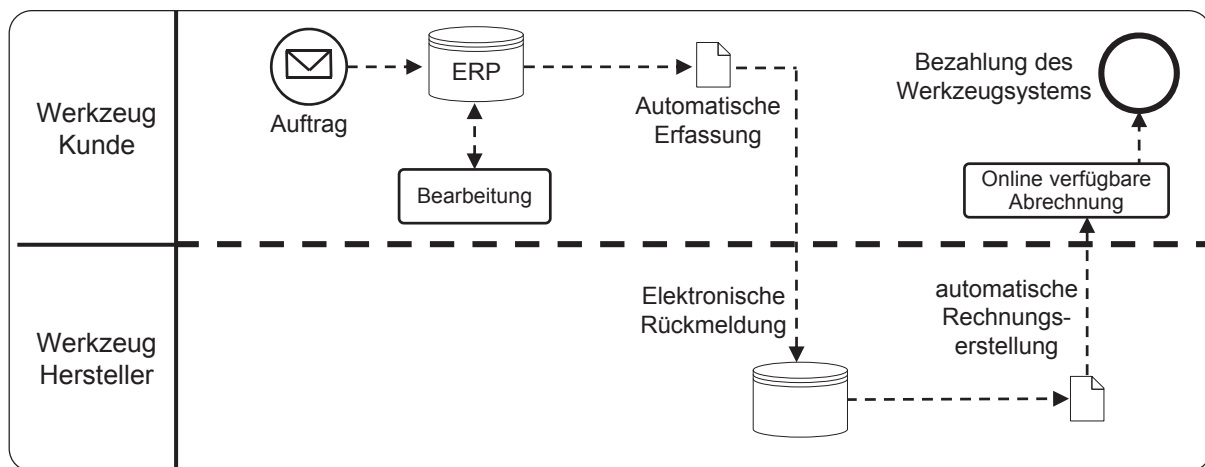 Werkzeug
Kunde
Auftrag
ERP
Bearbeitung
Automatische
Erfassung
Bezahlung des
Werkzeugsystems
Online verfügbare
Abrechnung
Werkzeug
Hersteller
Elektronische
Rückmeldung
automatische
Rechnungs-
erstellung